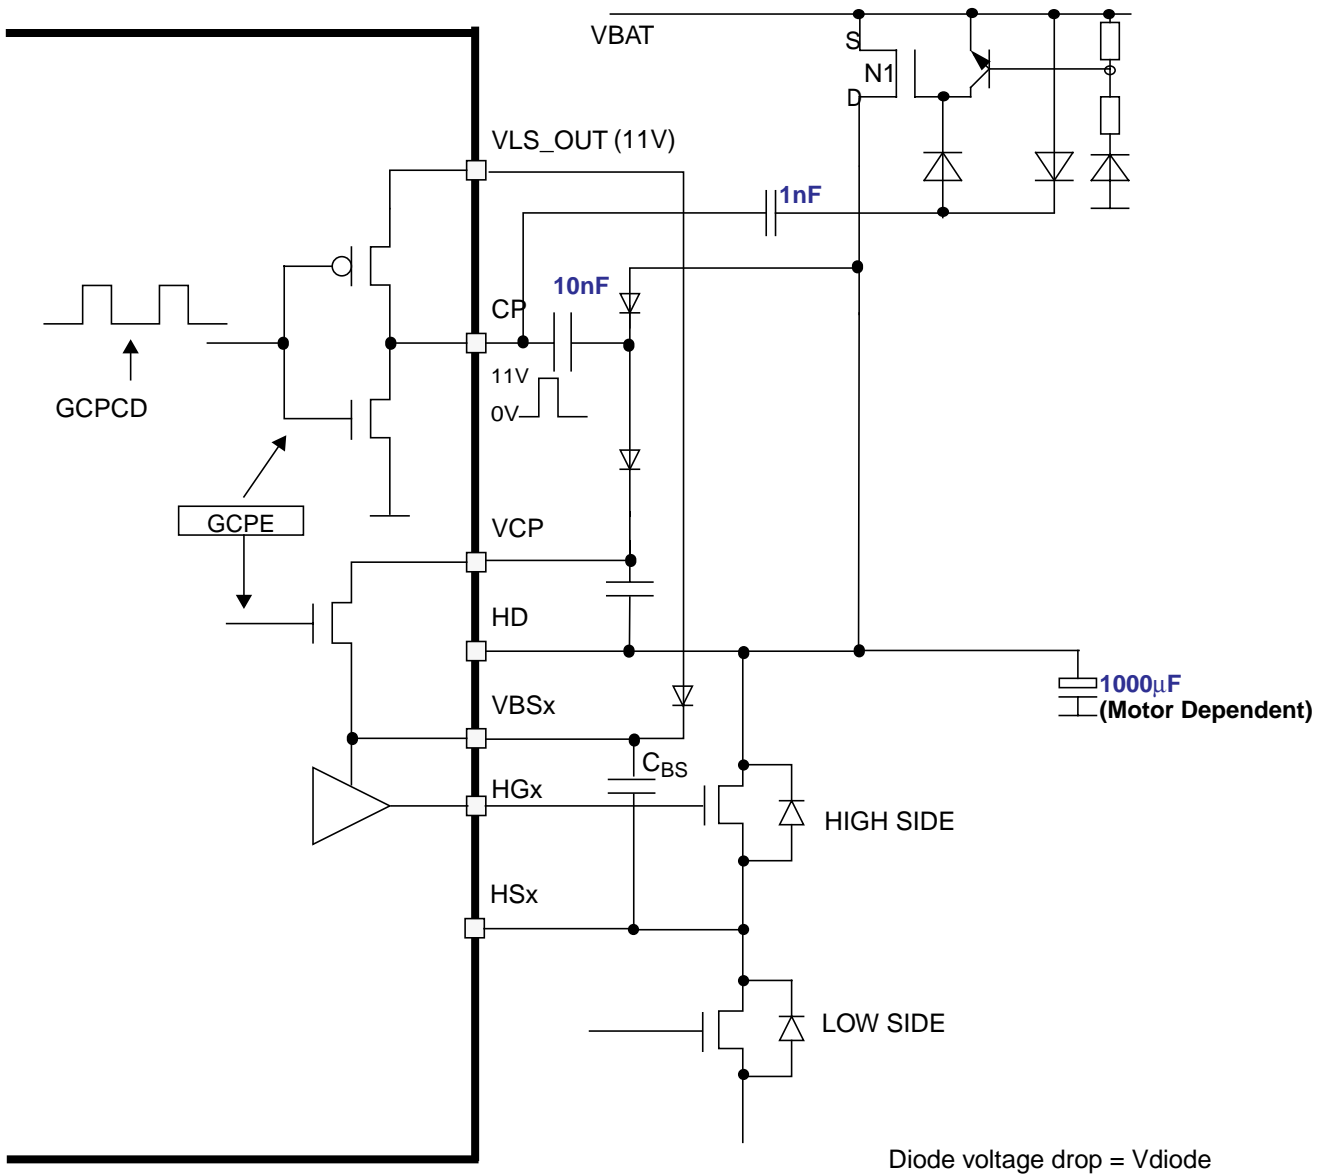 VBAT
S
N1
D
VLS_OUT (11V)
1nF
10nF
CP
11V
0V
GCPCD
GCPE
VCP
HD
1000μF
(Motor Dependent)
VBSx
CBS
HGx
HIGH SIDE
HSx
LOW SIDE
Diode voltage drop = Vdiode